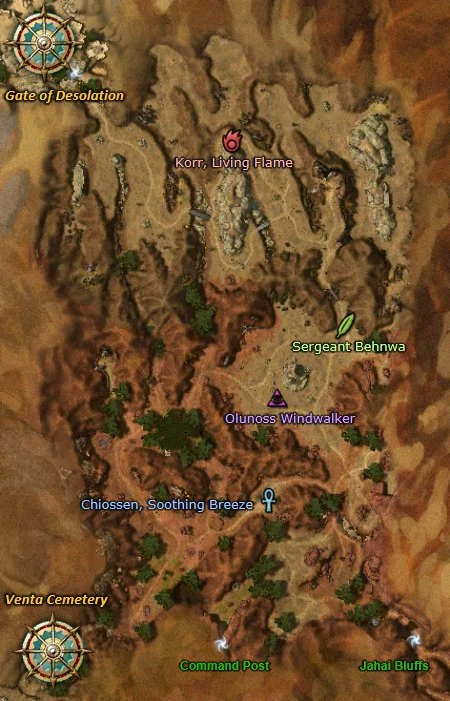 Gate of Desolation
Korr, Living Flame
Sergeant Behnwa
Olunoss Windwalker
Chiossen, Soothing Breeze
Venta Cemetery
Command Post
Jahai Bluffs